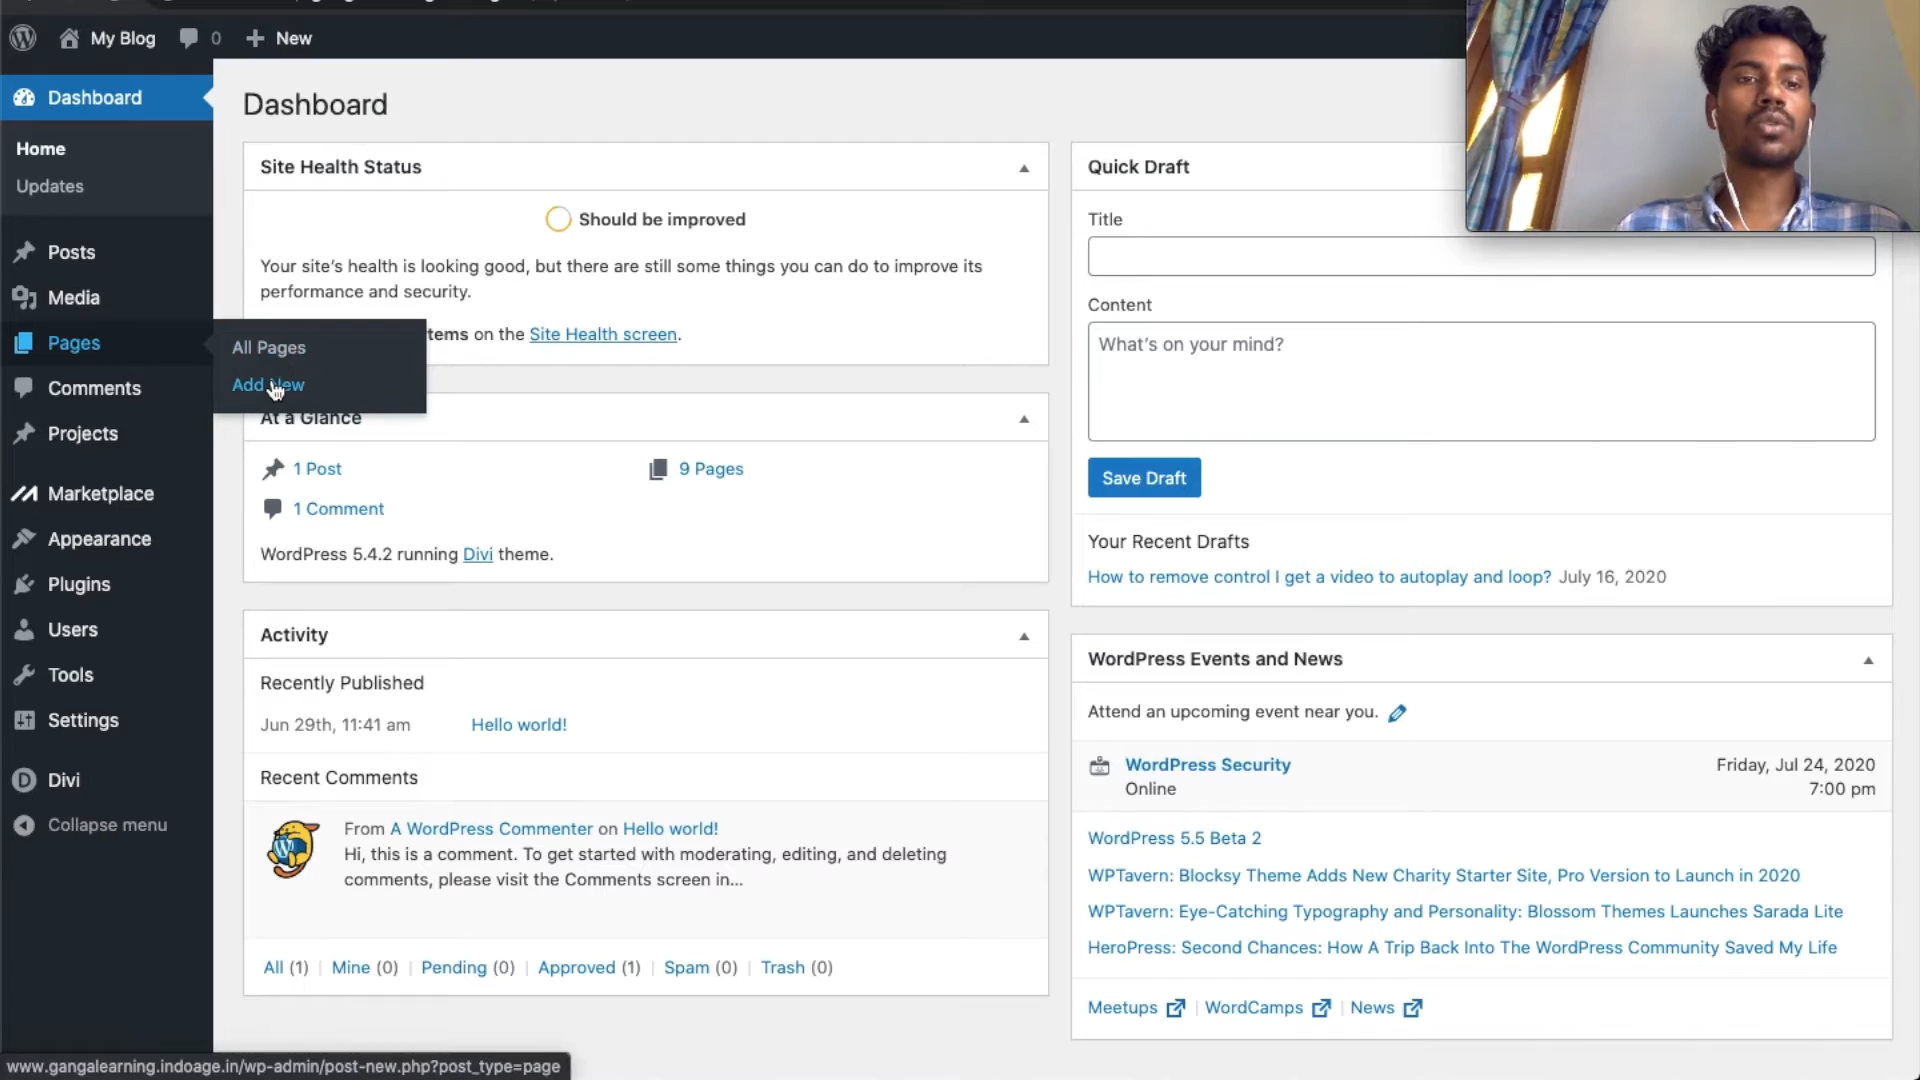 My Blog
0
New
Dashboard
Home
Updates
Posts
Media
Pages
Comments
Projects
Marketplace
Appearance
Plugins
Users
Tools
Settings
Divi
Collapse menu
All Pages
Add New
Dashboard
Site Health Status
Should be improved
Your site's health is looking good, but there are still some things you can do to improve its
performance and security.
tems on the Site Health screen.
At a Glance
1 Post
9 Pages
1 Comment
WordPress 5.4.2 running Divi theme.
Activity
Recently Published
Jun 29th, 11:41 am Hello world!
Recent Comments
From A WordPress Commenter on Hello world!
Hi, this is a comment. To get started with moderating, editing, and deleting
comments, please visit the Comments screen in…
All (1) | Mine (0) | Pending (0) | Approved (1) | Spam (0) | Trash (0)
Quick Draft
Title
Content
What's on your mind?
Save Draft
Your Recent Drafts
How to remove control I get a video to autoplay and loop? July 16, 2020
WordPress Events and News
Attend an upcoming event near you.
WordPress Security
Online
Friday, Jul 24, 2020
7:00 pm
WordPress 5.5 Beta 2
WPTavern: Blocksy Theme Adds New Charity Starter Site, Pro Version to Launch in 2020
WPTavern: Eye-Catching Typography and Personality: Blossom Themes Launches Sarada Lite
HeroPress: Second Chances: How A Trip Back Into The WordPress Community Saved My Life
Meetups | WordCamps | News
www.gangalearning.indoage.in/wp-admin/post-new.php?post_type=page